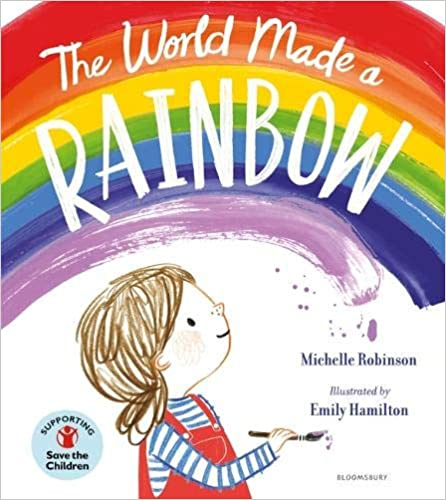 The World Made a
RAINBOW
Michelle Robinson
Illustrated by
Emily Hamilton
SUPPORTING
Save the
Children
BLOOMSBURY